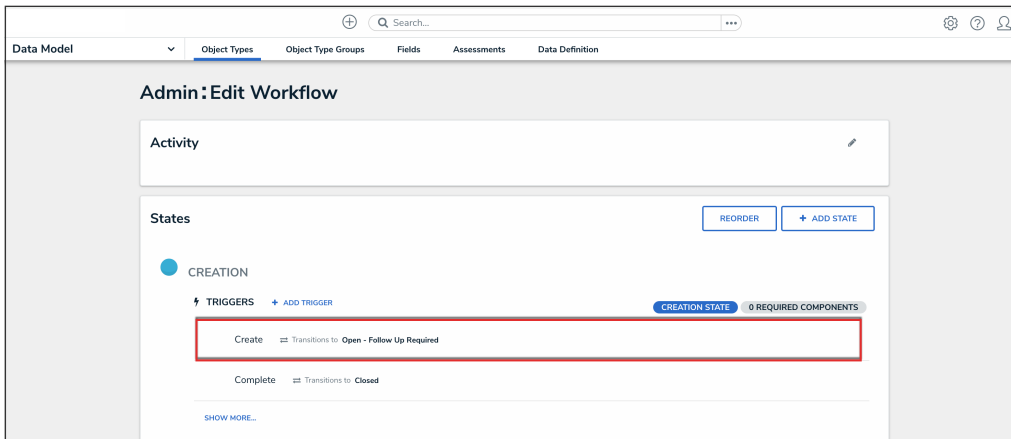 Search...
Data Model Object Types Object Type Groups Fields Assessments Data Definition
Admin:Edit Workflow
Activity
States REORDER + ADD STATE
CREATION
TRIGGERS + ADD TRIGGER CREATION STATE 0 REQUIRED COMPONENTS
Create Transitions to Open - Follow Up Required
Complete Transitions to Closed
SHOW MORE...